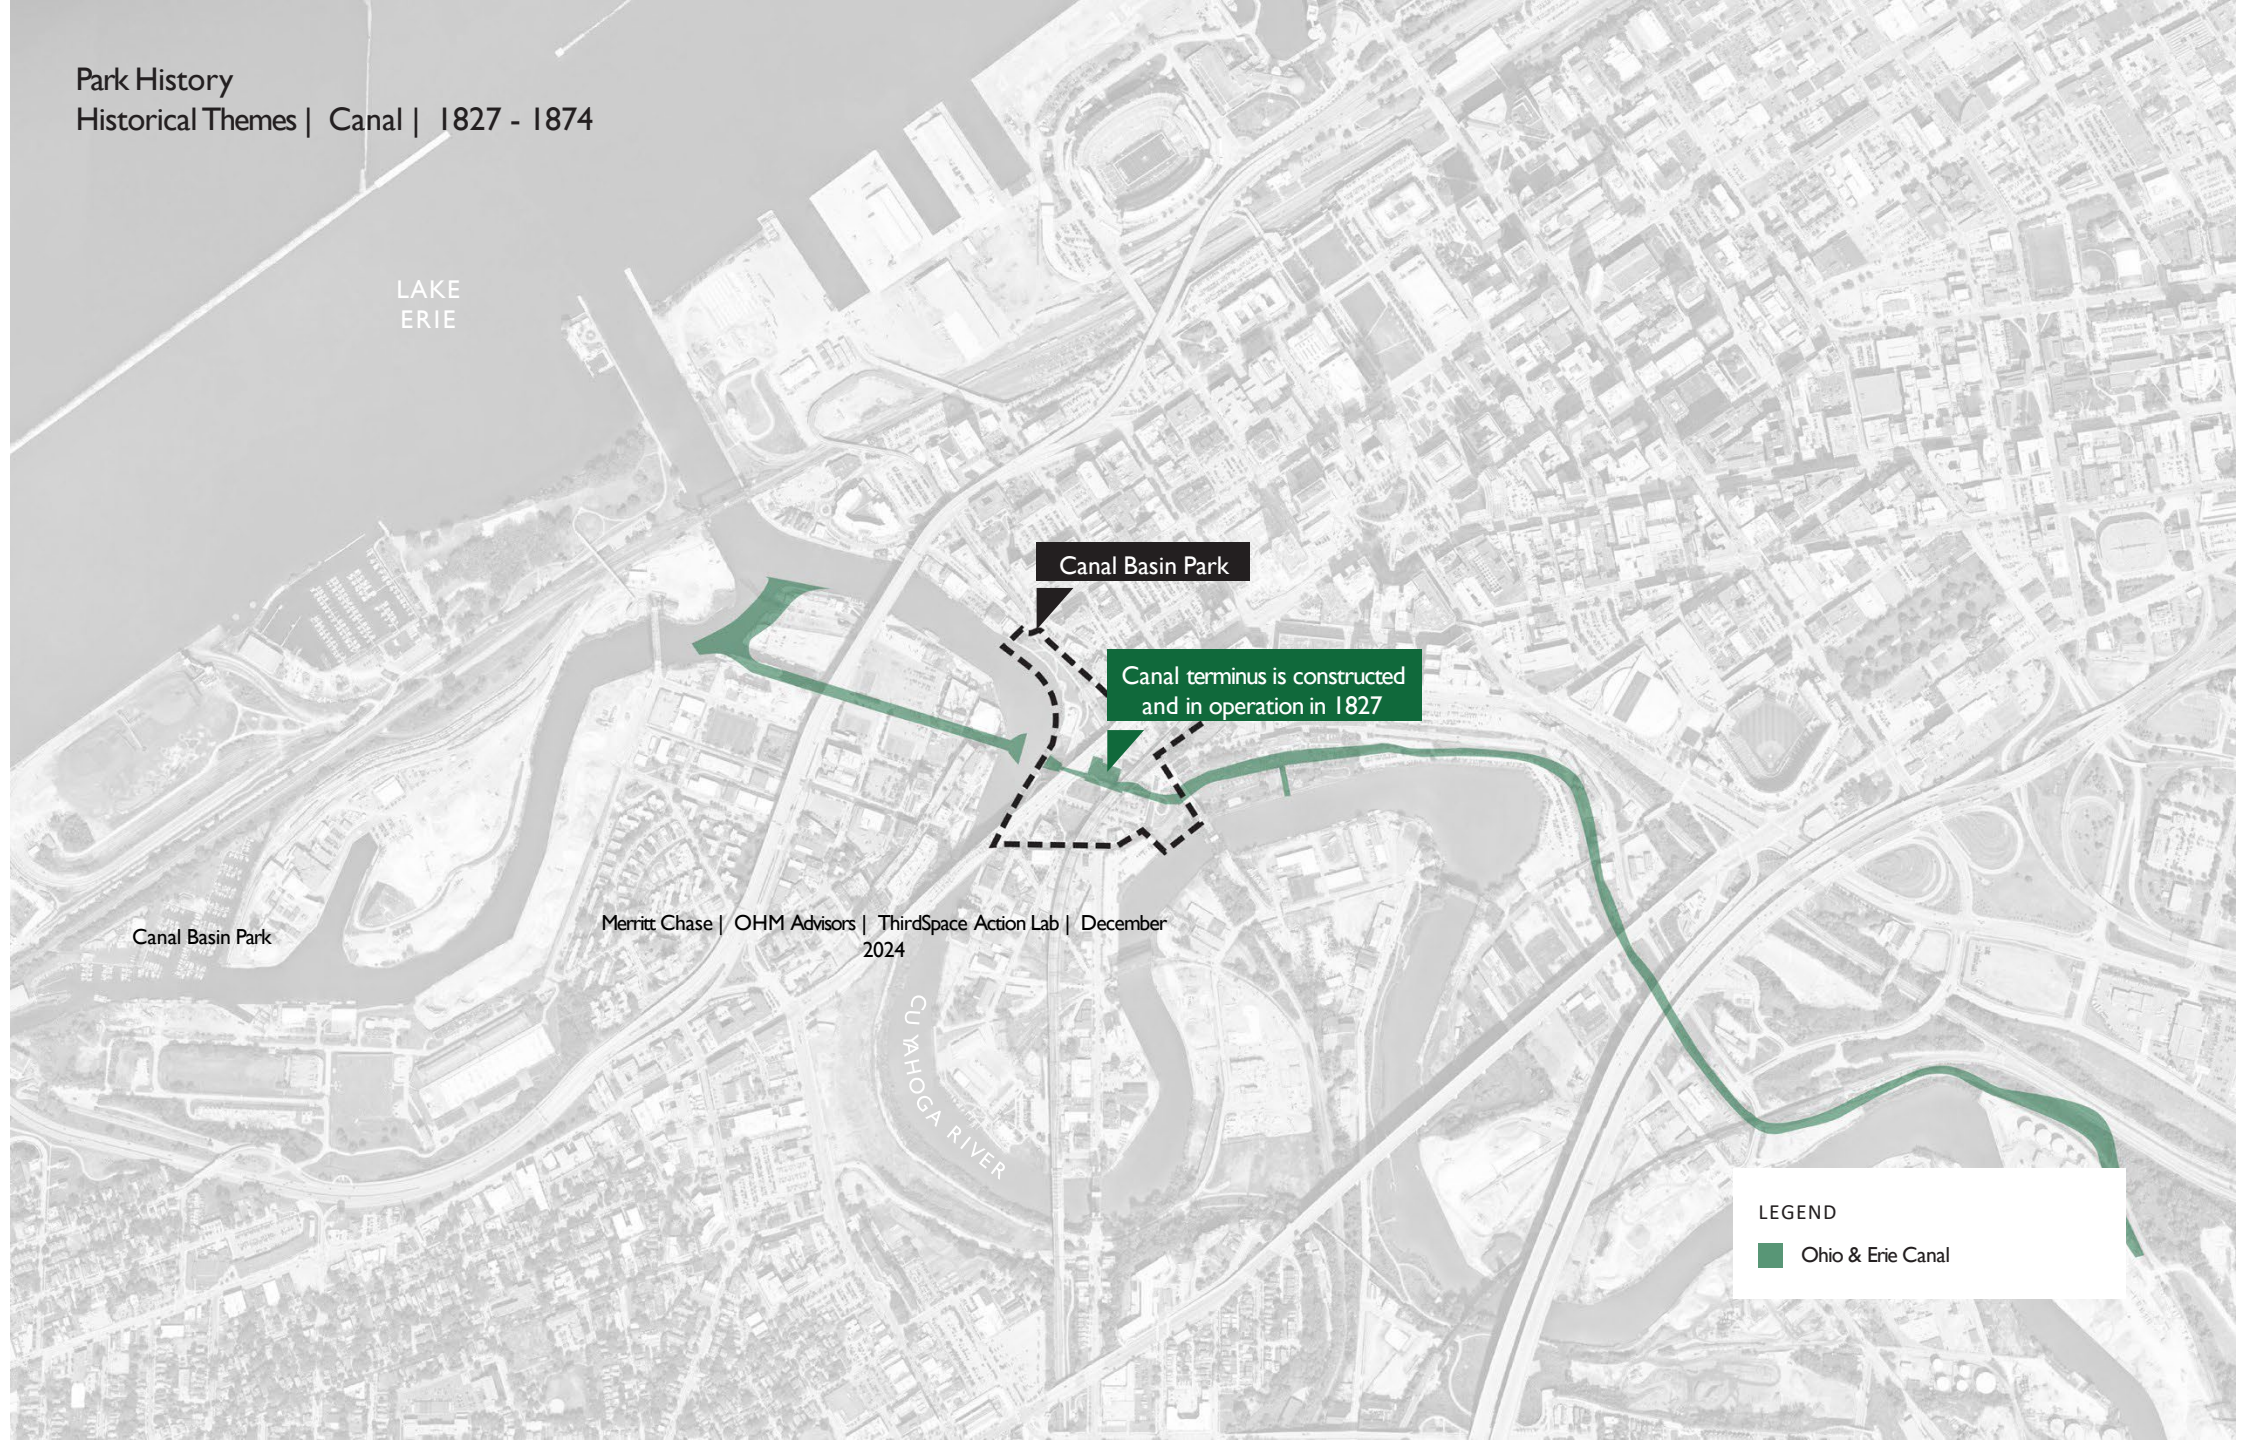 Park History
Historical Themes | Canal | 1827 - 1874
LAKE
ERIE
Canal Basin Park
Canal terminus is constructed
and in operation in 1827
Merritt Chase | OHM Advisors | ThirdSpace Action Lab | December
2024
Canal Basin Park
CUYAHOGA RIVER
LEGEND
Ohio & Erie Canal